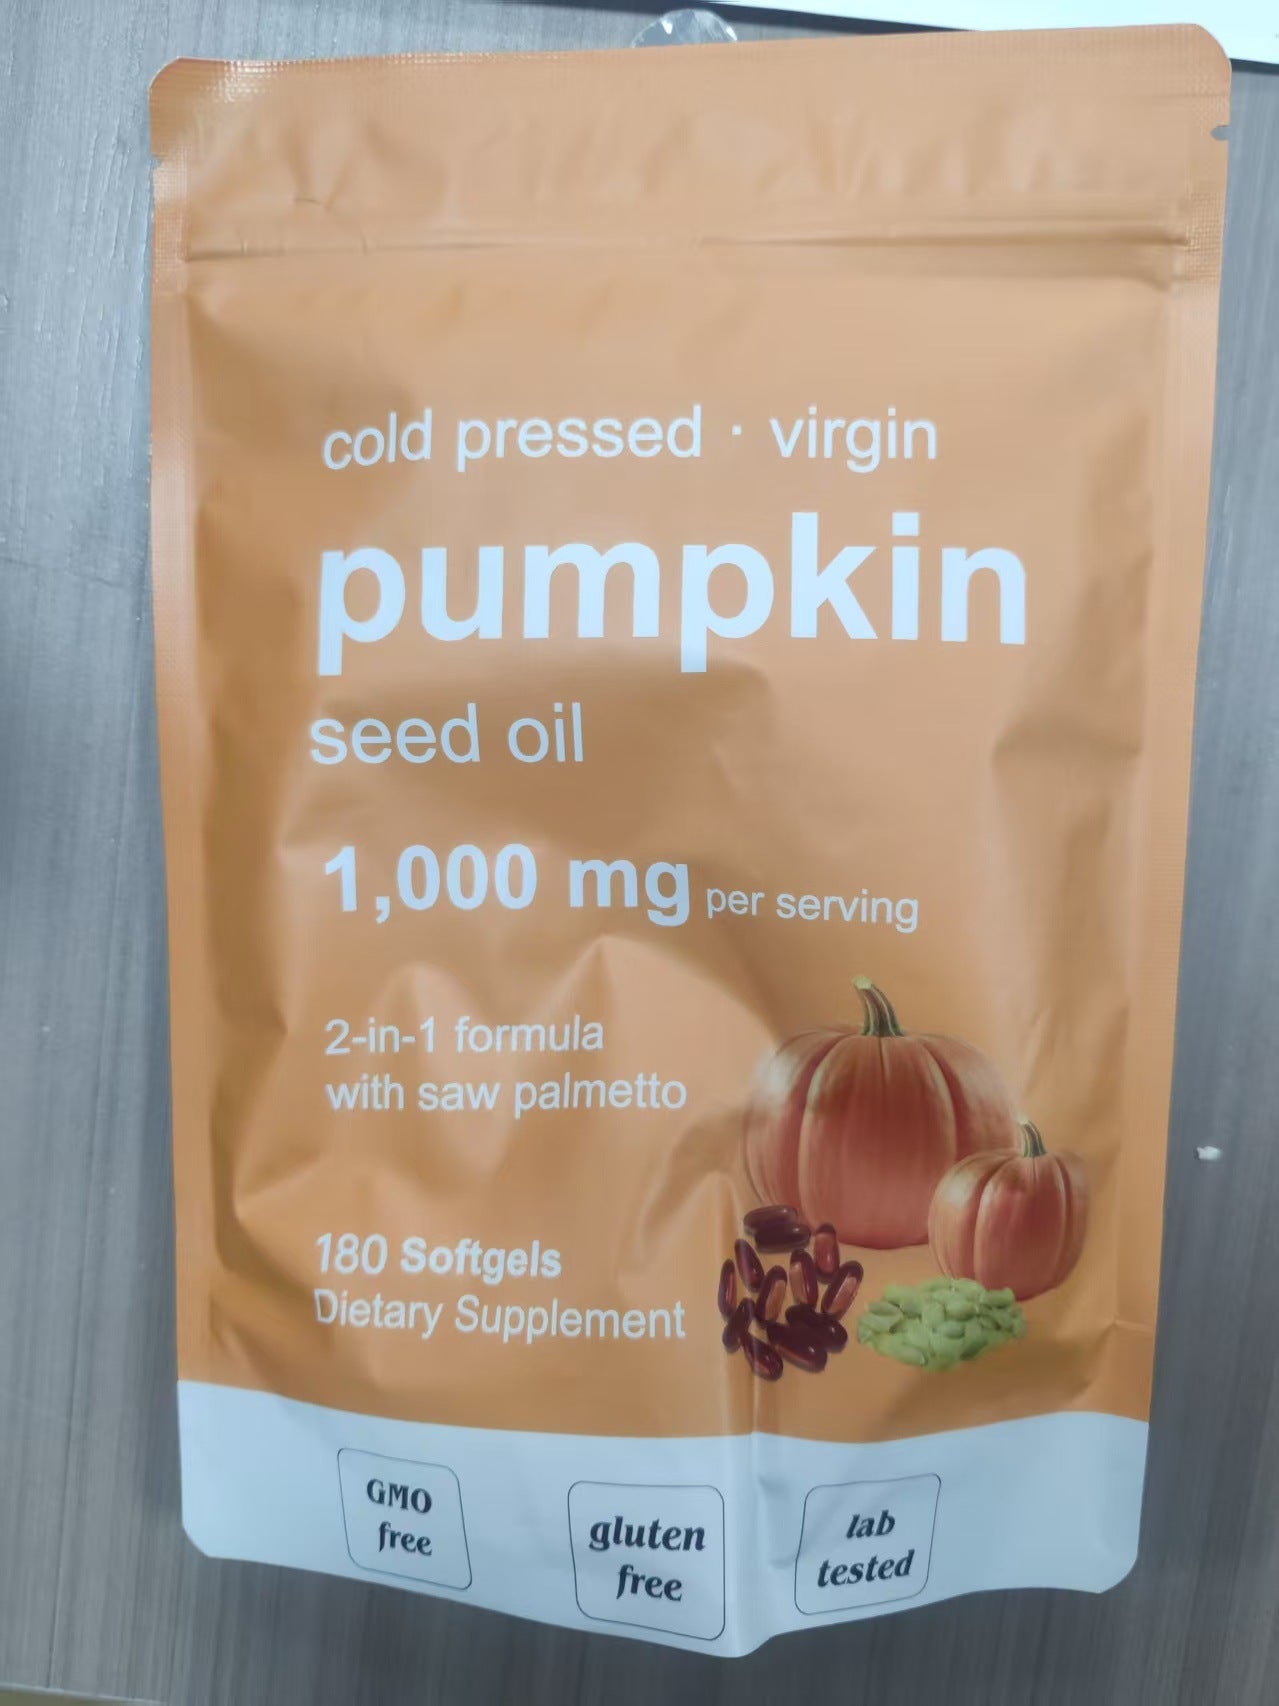 cold pressed · virgin
pumpkin
seed oil
1,000 mg per serving
2-in-1 formula
with saw palmetto
180 Softgels
Dietary Supplement
GMO
free
gluten
free
lab
tested